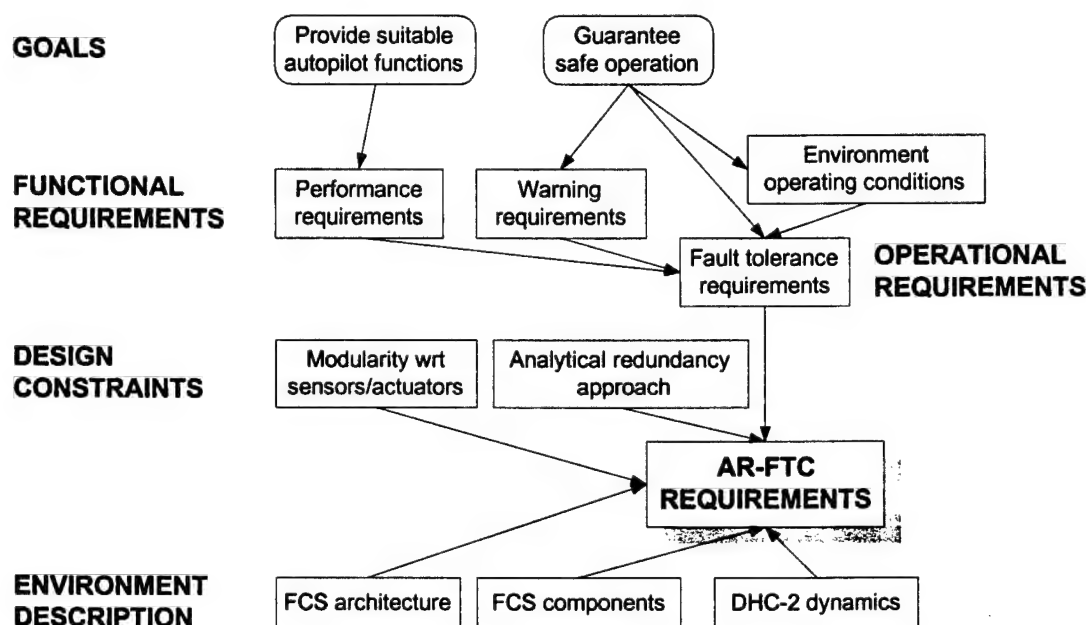 GOALS
Provide suitable
autopilot functions
Guarantee
safe operation
FUNCTIONAL
REQUIREMENTS
Performance
requirements
Warning
requirements
Environment
operating conditions
Fault tolerance
requirements
OPERATIONAL
REQUIREMENTS
DESIGN
CONSTRAINTS
Modularity wrt
sensors/actuators
Analytical redundancy
approach
AR-FTC
REQUIREMENTS
ENVIRONMENT
DESCRIPTION
FCS architecture
FCS components
DHC-2 dynamics